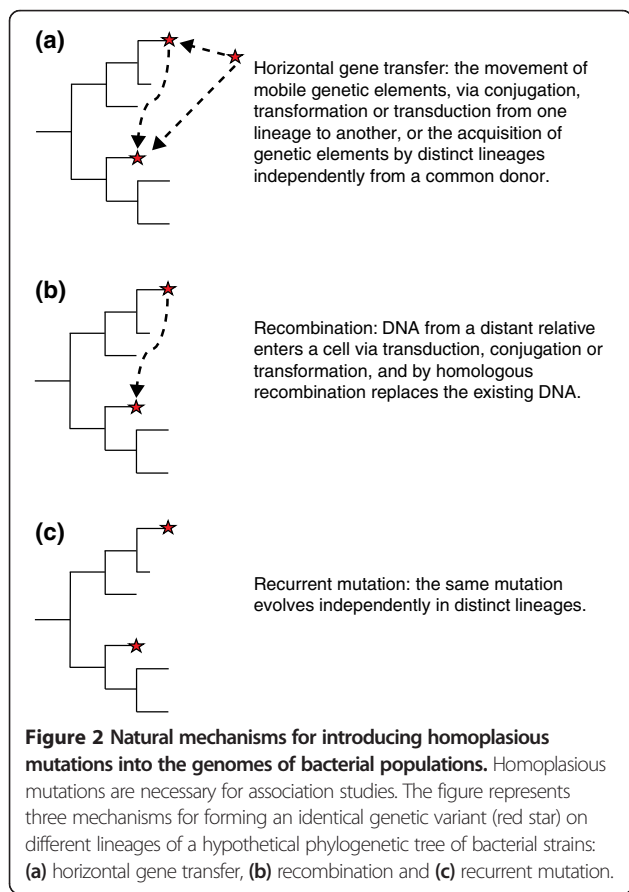 (a)
Horizontal gene transfer: the movement of
mobile genetic elements, via conjugation,
transformation or transduction from one
lineage to another, or the acquisition of
genetic elements by distinct lineages
independently from a common donor.
(b)
Recombination: DNA from a distant relative
enters a cell via transduction, conjugation or
transformation, and by homologous
recombination replaces the existing DNA.
(c)
Recurrent mutation: the same mutation
evolves independently in distinct lineages.
Figure 2 Natural mechanisms for introducing homoplasious
mutations into the genomes of bacterial populations. Homoplasious
mutations are necessary for association studies. The figure represents
three mechanisms for forming an identical genetic variant (red star) on
different lineages of a hypothetical phylogenetic tree of bacterial strains:
(a) horizontal gene transfer, (b) recombination and (c) recurrent mutation.